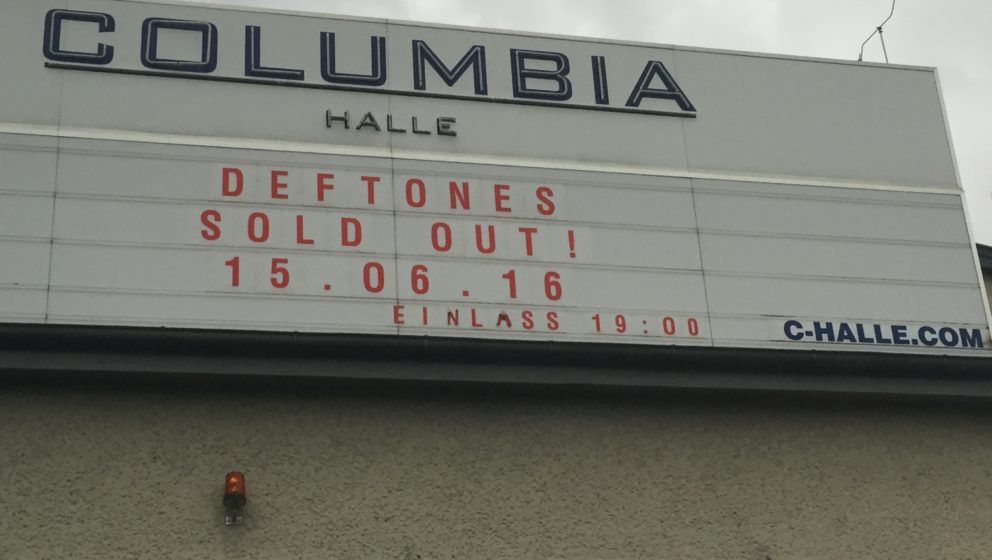 COLUMBIA
HALLE
DEFTONES
SOLD OUT!
15.06.16
EINLASS 19:00
C-HALLE.COM